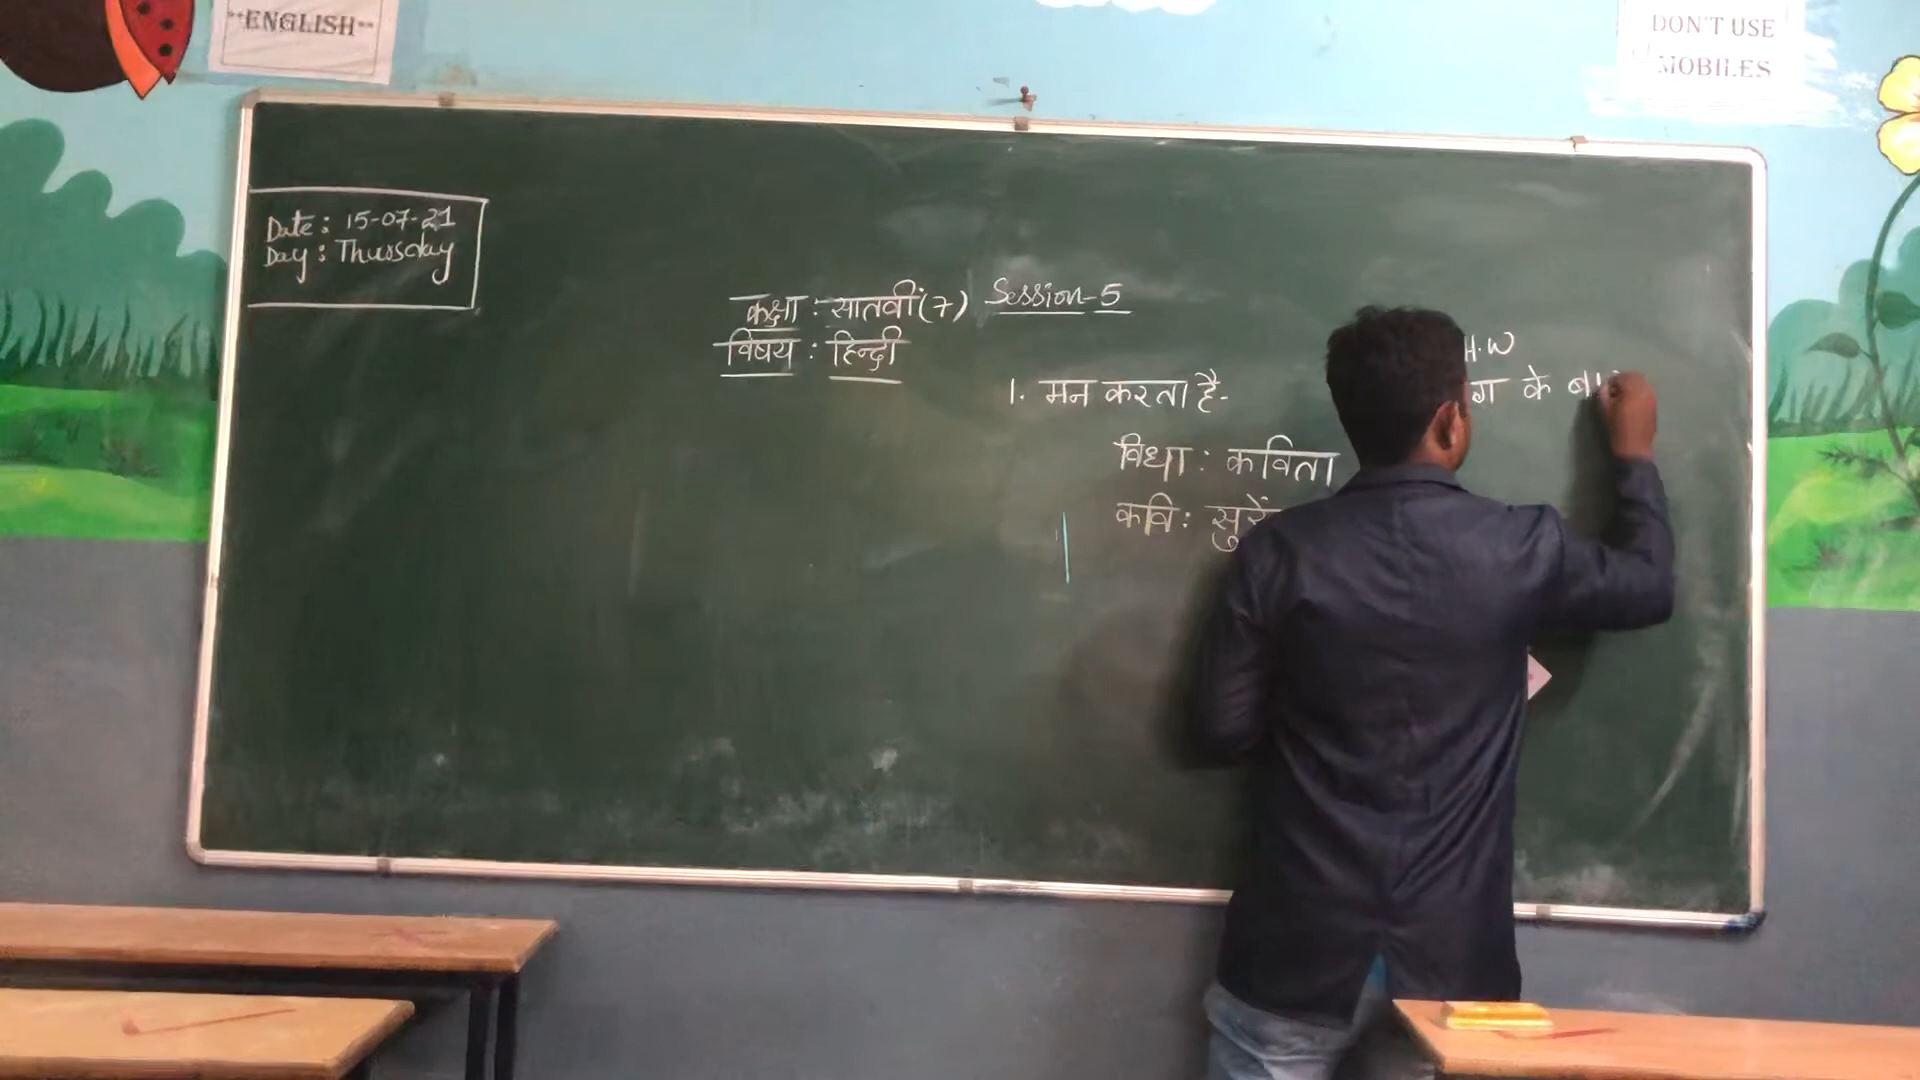 **ENGLISH**
DON'T USE
MOBILES
Date: 15-07-21
Day: Thursday
कक्षा : सातवीं (7) Session-5
विषय : हिन्दी
H.W
1. मन करता है-
के
विधा : कविता
कवि :